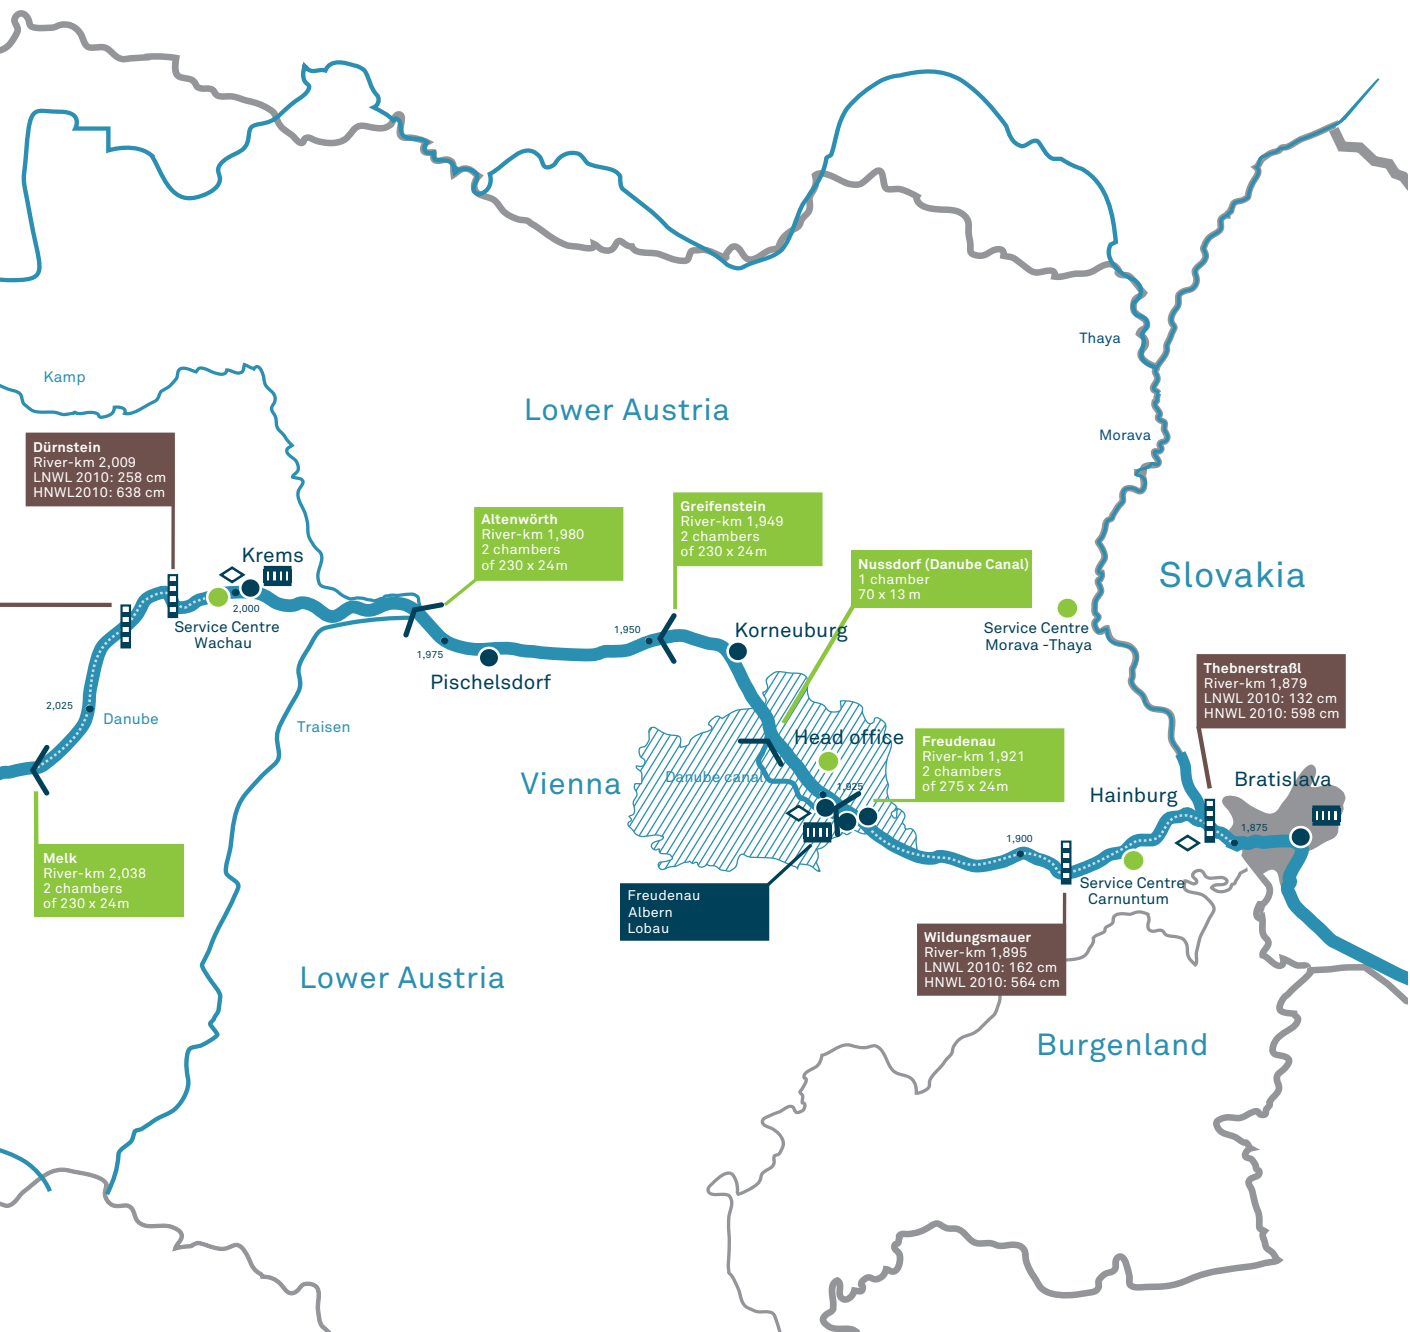 Thaya
Kamp
Lower Austria
Morava
Dürnstein
River-km 2,009
LNWL 2010: 258 cm
HNWL2010: 638 cm
Altenwörth
River-km 1,980
2 chambers
of 230 x 24m
Greifenstein
River-km 1,949
2 chambers
of 230 x 24m
Nussdorf (Danube Canal)
1 chamber
70 x 13 m
Krems
Slovakia
2,000
Service Centre
Wachau
1,975
1,950
Korneuburg
Service Centre
Morava -Thaya
Pischelsdorf
Thebnerstraßl
River-km 1,879
LNWL 2010: 132 cm
HNWL 2010: 598 cm
2,025
Danube
Traisen
Head office
Freudenau
River-km 1,921
2 chambers
of 275 x 24m
Vienna
Danube canal
1,925
Hainburg
Bratislava
1,875
1,900
Melk
River-km 2,038
2 chambers
of 230 x 24m
Service Centre
Carnuntum
Freudenau
Albern
Lobau
Wildungsmauer
River-km 1,895
LNWL 2010: 162 cm
HNWL 2010: 564 cm
Lower Austria
Burgenland